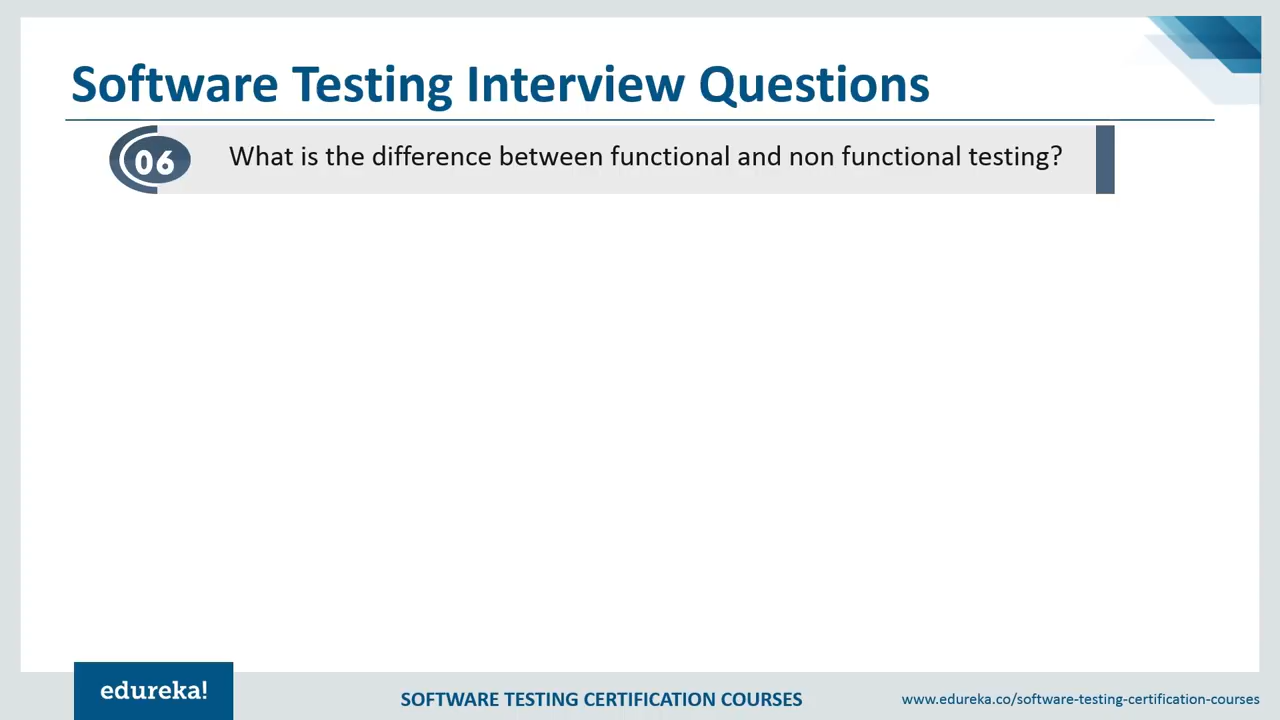 Software Testing Interview Questions
06
What is the difference between functional and non functional testing?
edureka!
SOFTWARE TESTING CERTIFICATION COURSES
www.edureka.co/software-testing-certification-courses